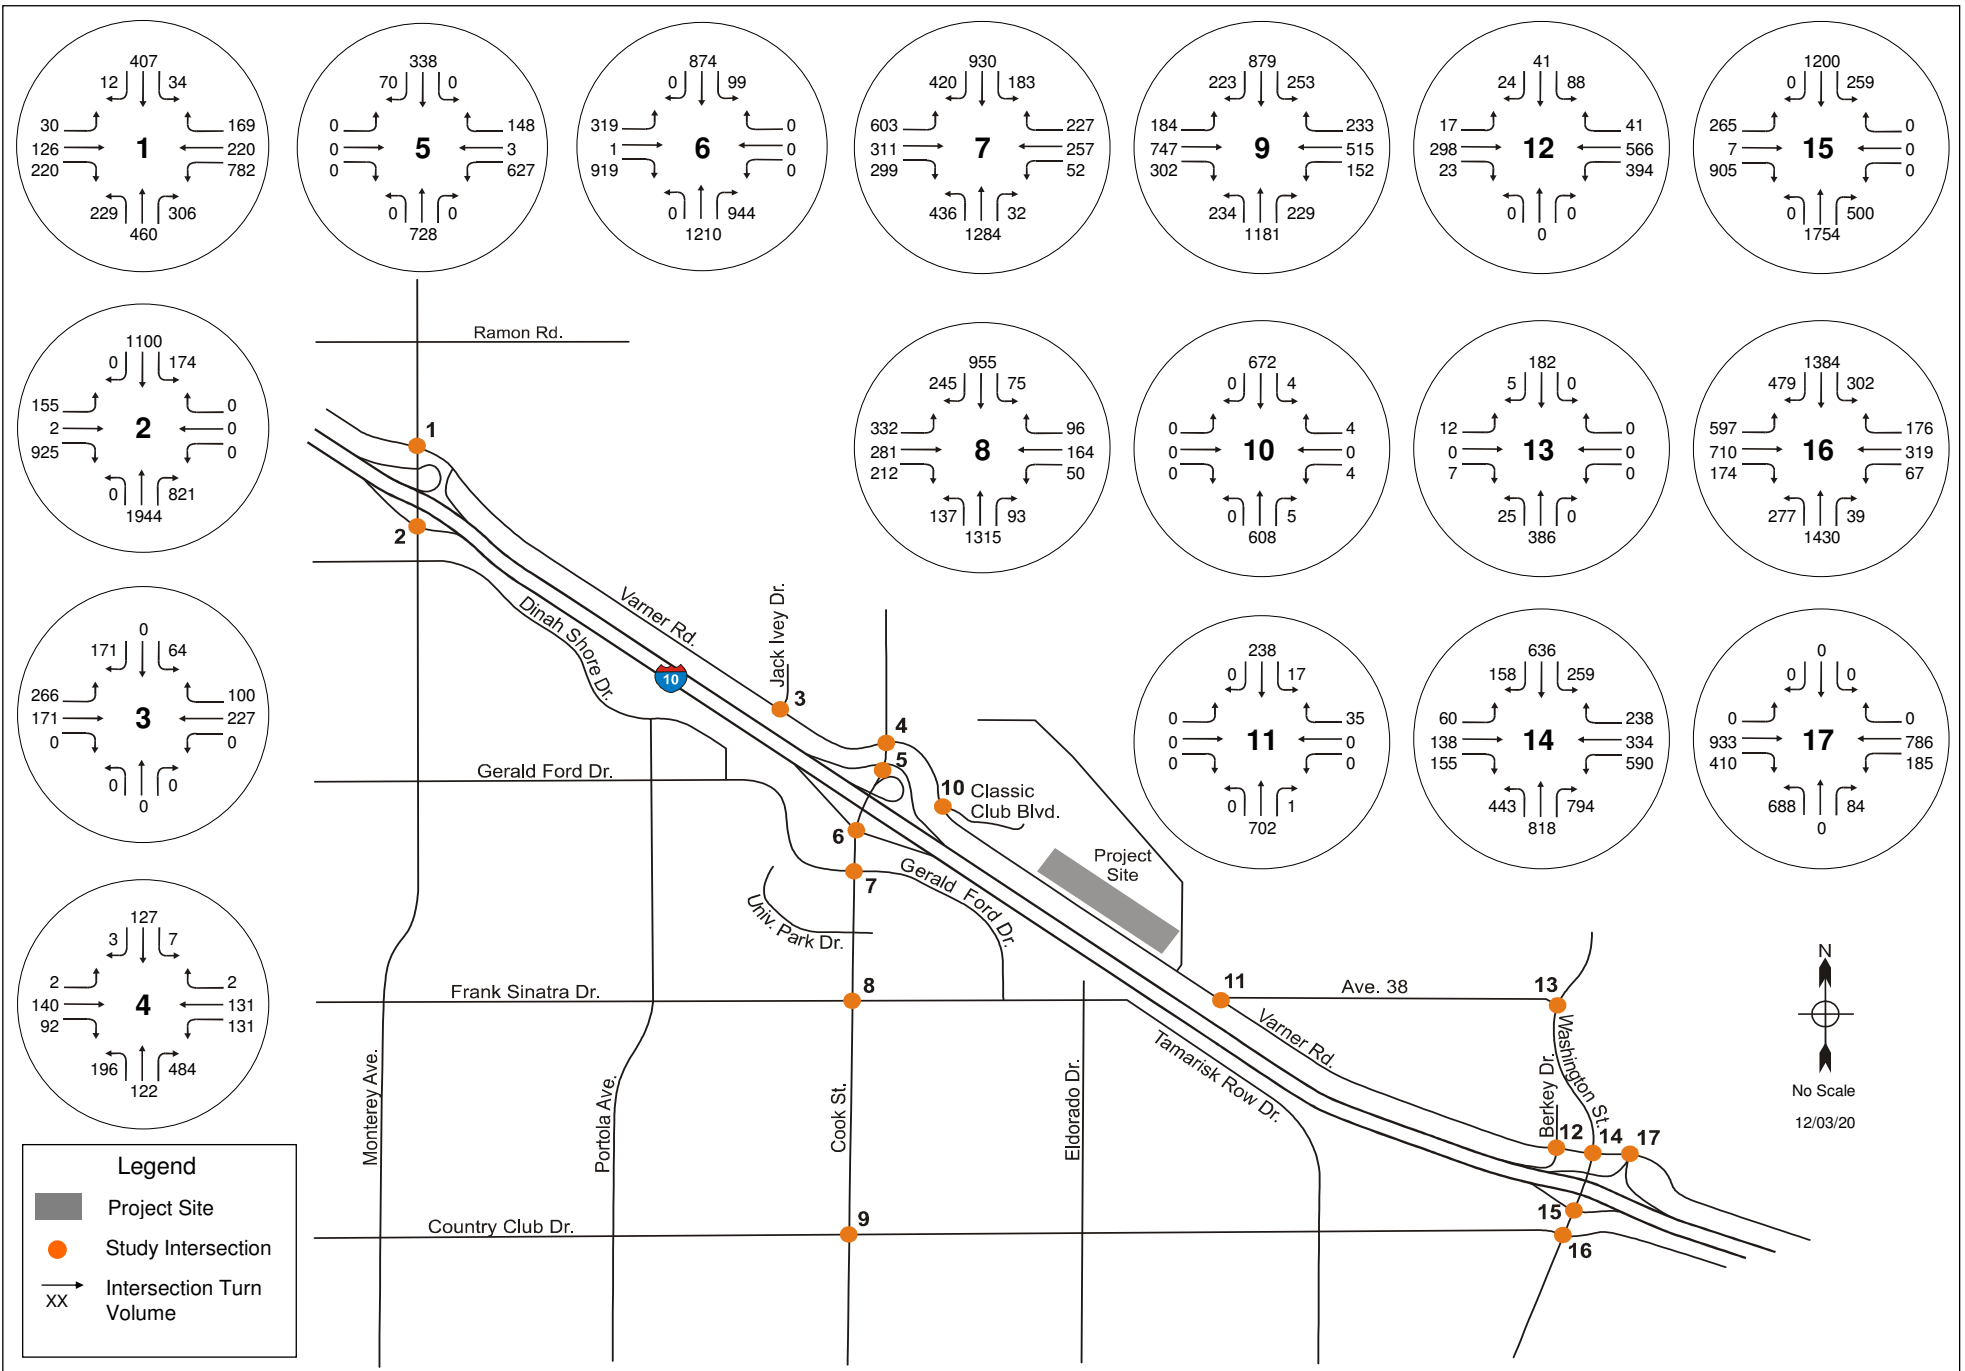 407
12 34
30 169
126 1 220
220 782
229 306
460
338
70 0
0 148
0 5 3
0 627
0 0
728
874
0 99
319 0
1 6 0
919 0
0 944
1210
930
420 183
603 227
311 7 257
299 52
436 32
1284
879
223 253
184 233
747 9 515
302 152
234 229
1181
41
24 88
17 41
298 12 566
23 394
0 0
0
1200
0 259
265 0
7 15 0
905 0
0 500
1754
1100
0 174
155 0
2 2 0
925 0
0 821
1944
955
245 75
332 96
281 8 164
212 50
137 93
1315
672
0 4
0 4
0 10 0
0 4
0 5
608
182
5 0
12 0
0 13 0
7 0
25 0
386
1384
479 302
597 176
710 16 319
174 67
277 39
1430
0
171 64
266 100
171 3 227
0 0
0 0
0
238
0 17
0 35
0 11 0
0 0
0 1
702
636
158 259
60 238
138 14 334
155 590
443 794
818
0
0 0
0 0
933 17 786
410 185
688 84
0
127
3 7
2 2
140 4 131
92 131
196 484
122
Ramon Rd.
1
2
Varner Rd.
Dinah Shore Dr.
10
Jack Ivey Dr.
3
4
5
10
Classic
Club Blvd.
Gerald Ford Dr.
6
7
Gerald Ford Dr.
Univ. Park Dr.
Project
Site
Frank Sinatra Dr.
8
11
Ave. 38
13
Varner Rd.
Washington St.
Tamarisk Row Dr.
Monterey Ave.
Portola Ave.
Cook St.
Eldorado Dr.
Berkey Dr.
12
14
17
Country Club Dr.
9
15
16
N
No Scale
12/03/20
Legend
Project Site
Study Intersection
XX
Intersection Turn
Volume